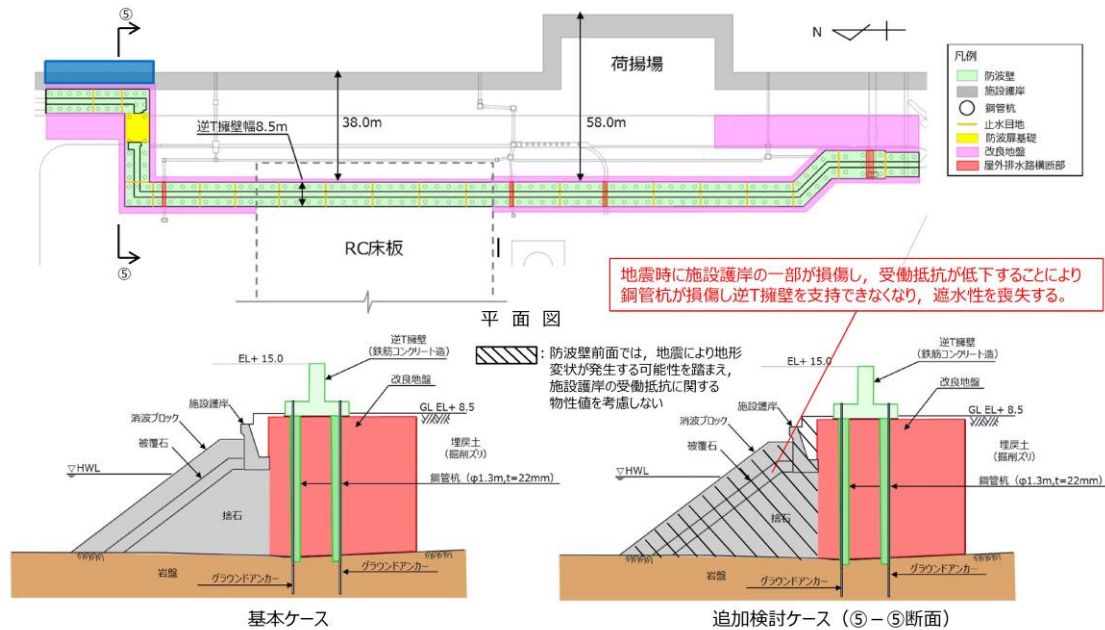 ⑤
N
荷揚場
凡例
防波壁
施設護岸
鋼管杭
止水目地
防波扉基礎
改良地盤
屋外排水路横断部
逆T擁壁幅8.5m
38.0m
58.0m
RC床板
⑤
地震時に施設護岸の一部が損傷し，受働抵抗が低下することにより
鋼管杭が損傷し逆T擁壁を支持できなくなり，遮水性を喪失する。
平 面 図
：防波壁前面では，地震により地形
変状が発生する可能性を踏まえ，
施設護岸の受働抵抗に関する
物性値を考慮しない
逆T擁壁
（鉄筋コンクリート造）
EL+ 15.0
改良地盤
施設護岸
GL EL+ 8.5
消波ブロック
被覆石
埋戻土
（掘削ズリ）
▽HWL
鋼管杭（φ1.3m,t=22mm）
捨石
岩盤
グラウンドアンカー
グラウンドアンカー
基本ケース
逆T擁壁
（鉄筋コンクリート造）
EL+ 15.0
改良地盤
施設護岸
GL EL+ 8.5
消波ブロック
被覆石
埋戻土
（掘削ズリ）
▽HWL
鋼管杭（φ1.3m,t=22mm）
捨石
岩盤
グラウンドアンカー
グラウンドアンカー
追加検討ケース（⑤－⑤断面）